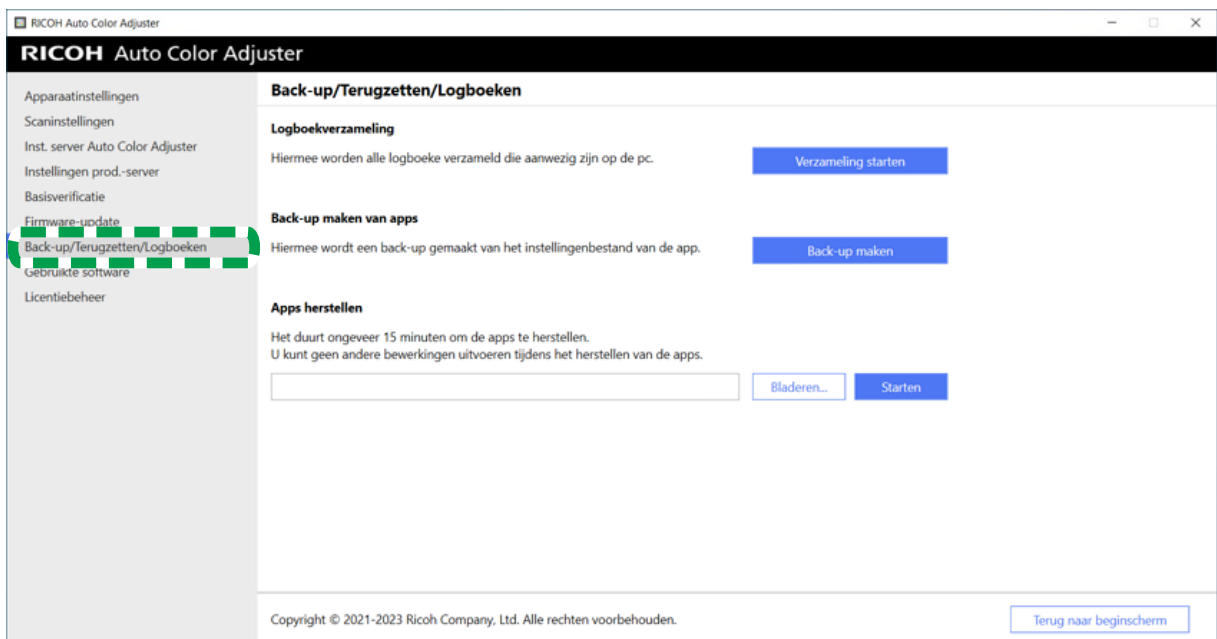 RICOH Auto Color Adjuster
RICOH Auto Color Adjuster
Apparaatinstellingen
Scaninstellingen
Inst. server Auto Color Adjuster
Instellingen prod.-server
Basisverificatie
Firmware-update
Back-up/Terugzetten/Logboeken
Gebruikte software
Licentiebeheer
Back-up/Terugzetten/Logboeken
Logboekverzameling
Hiermee worden alle logboeke verzameld die aanwezig zijn op de pc.
Verzameling starten
Back-up maken van apps
Hiermee wordt een back-up gemaakt van het instellingenbestand van de app.
Back-up maken
Apps herstellen
Het duurt ongeveer 15 minuten om de apps te herstellen.
U kunt geen andere bewerkingen uitvoeren tijdens het herstellen van de apps.
Bladeren...
Starten
Copyright © 2021-2023 Ricoh Company, Ltd. Alle rechten voorbehouden.
Terug naar beginscherm